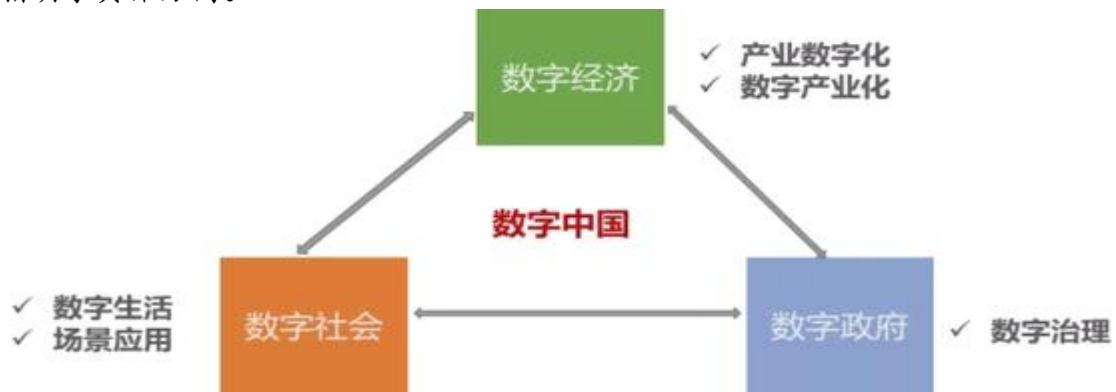 数字经济
✓ 产业数字化
✓ 数字产业化
数字中国
✓ 数字生活
✓ 场景应用
数字社会
数字政府
✓ 数字治理